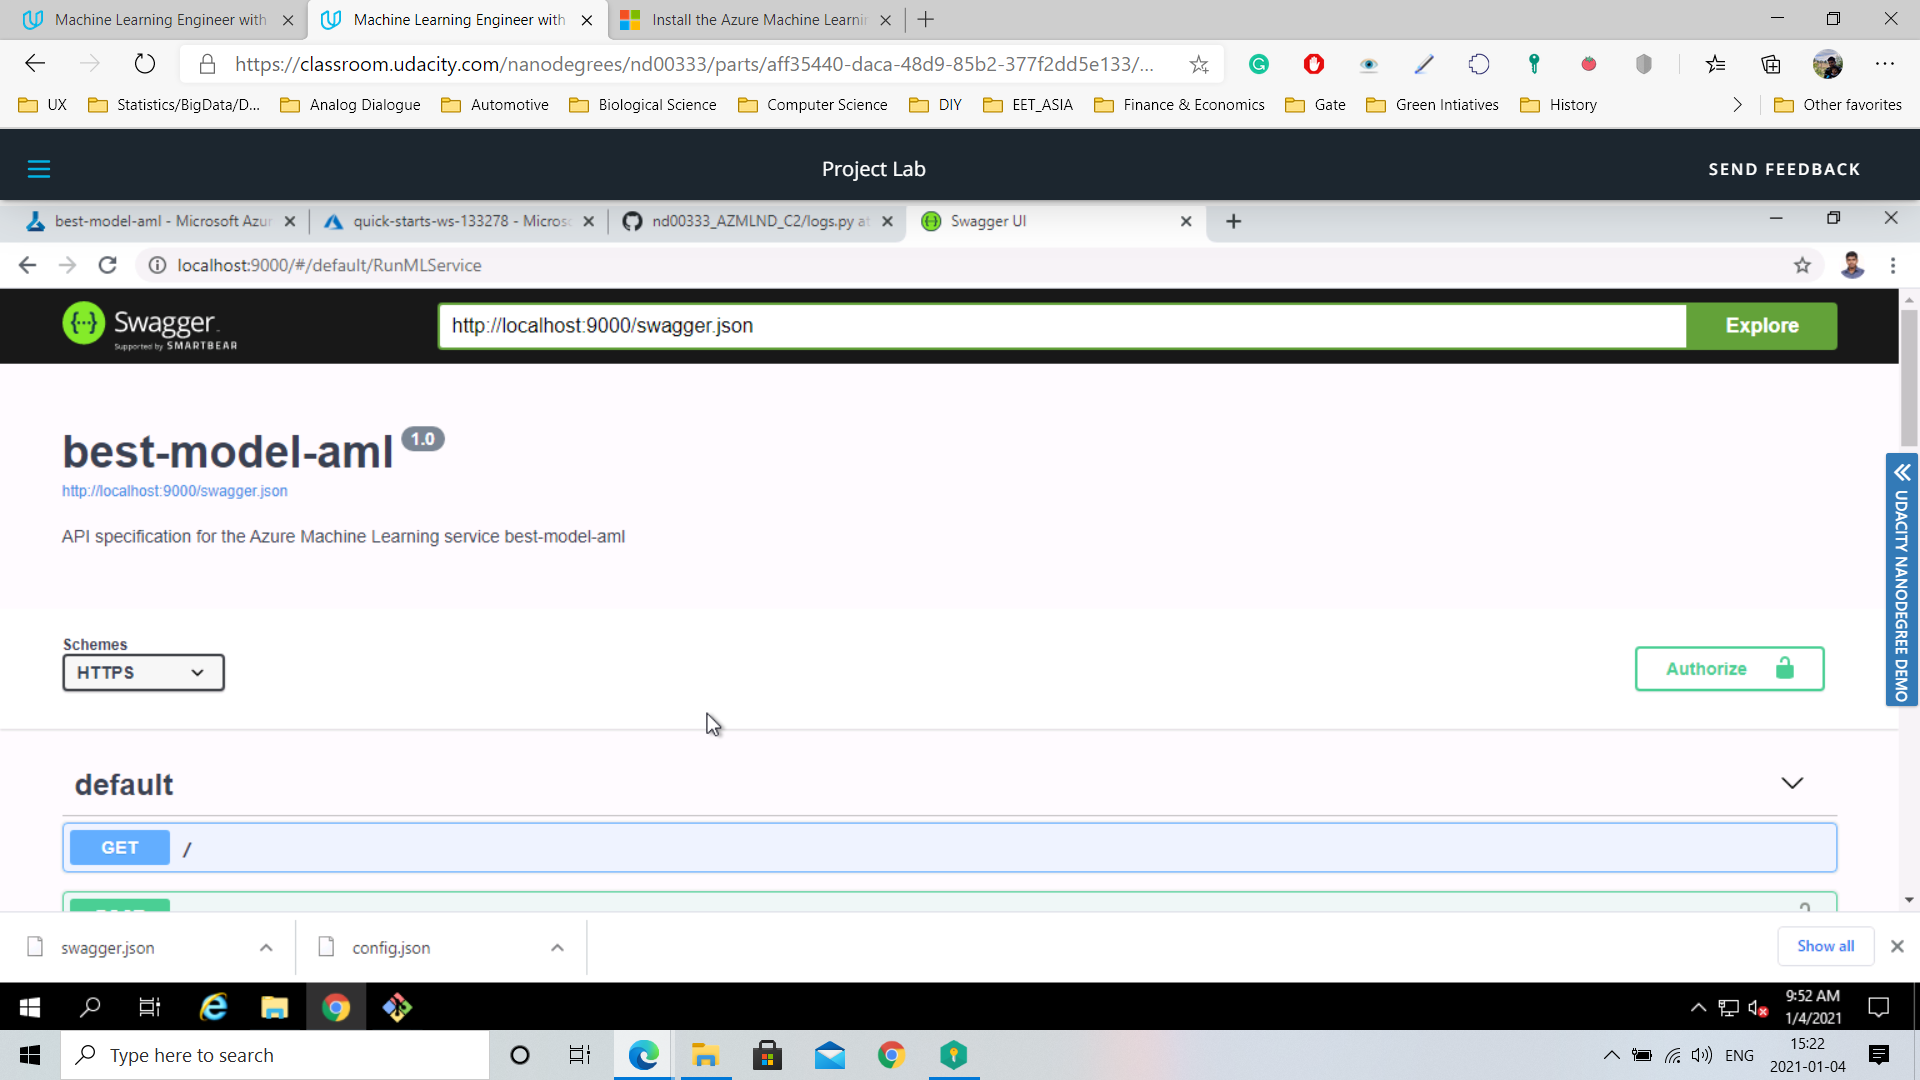 Machine Learning Engineer with
Machine Learning Engineer with
Install the Azure Machine Learnin
https://classroom.udacity.com/nanodegrees/nd00333/parts/aff35440-daca-48d9-85b2-377f2dd5e133/...
UX
Statistics/BigData/D...
Analog Dialogue
Automotive
Biological Science
Computer Science
DIY
EET_ASIA
Finance & Economics
Gate
Green Intiatives
History
Other favorites
Project Lab
SEND FEEDBACK
best-model-aml - Microsoft Azur
quick-starts-ws-133278 - Micros
nd00333_AZMLND_C2/logs.py at
Swagger UI
localhost:9000/#/default/RunMLService
Swagger
Supported by SMARTBEAR
http://localhost:9000/swagger.json
Explore
best-model-aml
1.0
http://localhost:9000/swagger.json
API specification for the Azure Machine Learning service best-model-aml
UDACITY NANODEGREE DEMO
Schemes
HTTPS
Authorize
default
GET
/
swagger.json
config.json
Show all
9:52 AM
1/4/2021
Type here to search
ENG
15:22
2021-01-04